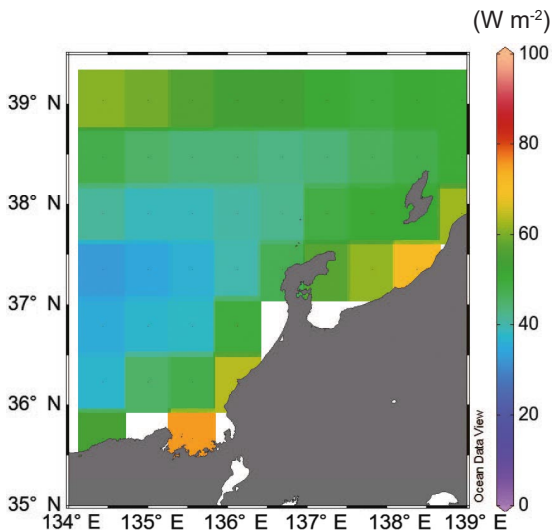 (W m-2)
100
80
60
40
20
0
39° N
38° N
37° N
36° N
35° N
134° E 135° E 136° E 137° E 138° E 139° E
Ocean Data View